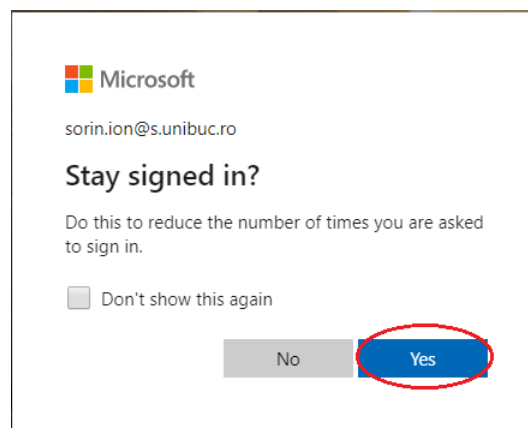 Microsoft
sorin.ion@s.unibuc.ro
Stay signed in?
Do this to reduce the number of times you are asked
to sign in.
Don't show this again
No Yes